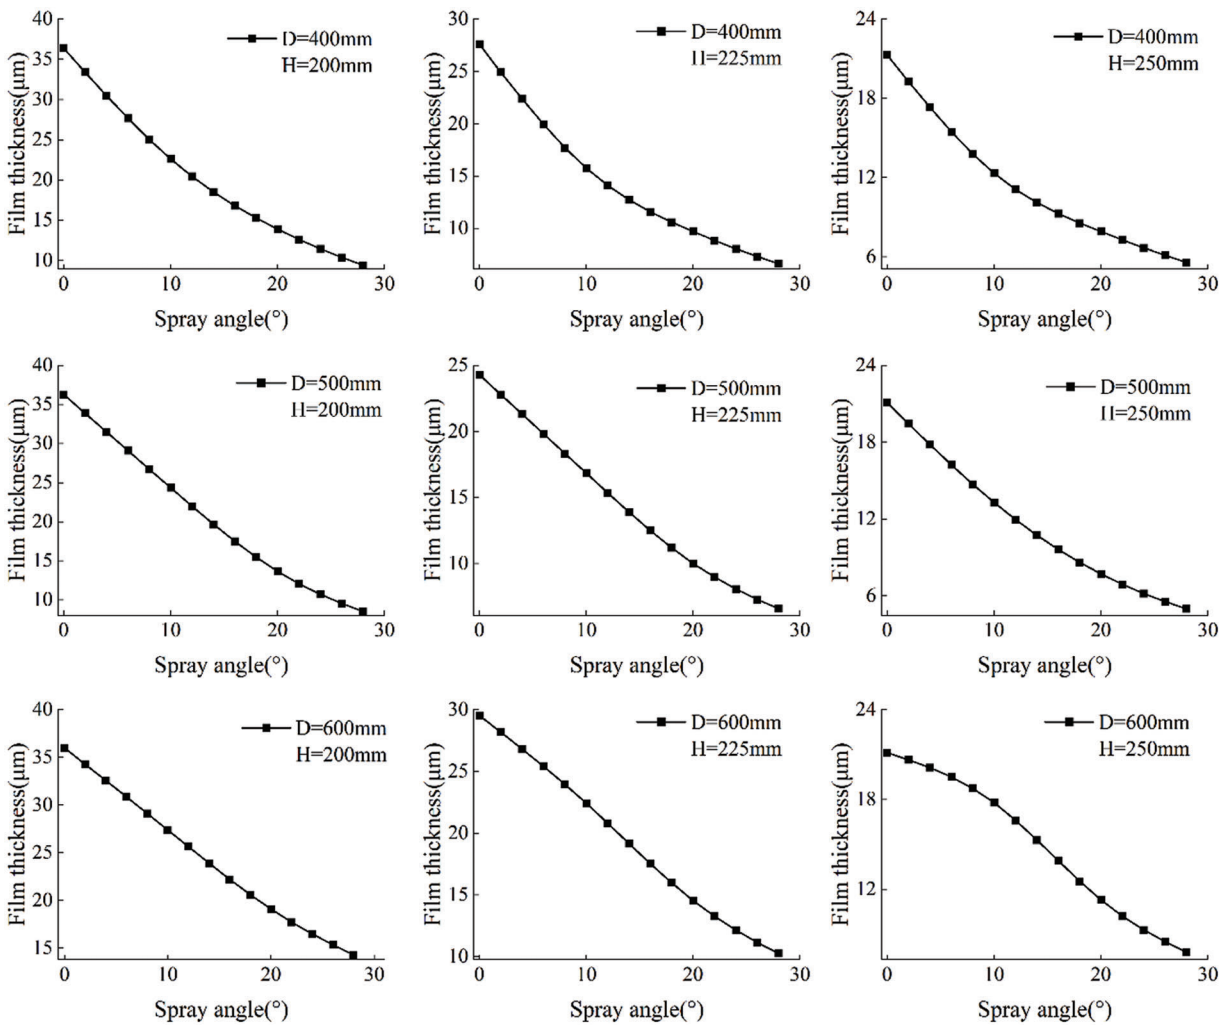 D=400mm
H=200mm
Film thickness(μm)
40
35
30
25
20
15
10
0 10 20 30
Spray angle(°)
D=400mm
H=225mm
Film thickness(μm)
30
25
20
15
10
0 10 20 30
Spray angle(°)
D=400mm
H=250mm
Film thickness(μm)
24
18
12
6
0 10 20 30
Spray angle(°)
D=500mm
H=200mm
Film thickness(μm)
40
35
30
25
20
15
10
0 10 20 30
Spray angle(°)
D=500mm
H=225mm
Film thickness(μm)
25
20
15
10
0 10 20 30
Spray angle(°)
D=500mm
H=250mm
Film thickness(μm)
24
18
12
6
0 10 20 30
Spray angle(°)
D=600mm
H=200mm
Film thickness(μm)
40
35
30
25
20
15
0 10 20 30
Spray angle(°)
D=600mm
H=225mm
Film thickness(μm)
30
25
20
15
10
0 10 20 30
Spray angle(°)
D=600mm
H=250mm
Film thickness(μm)
24
18
12
0 10 20 30
Spray angle(°)